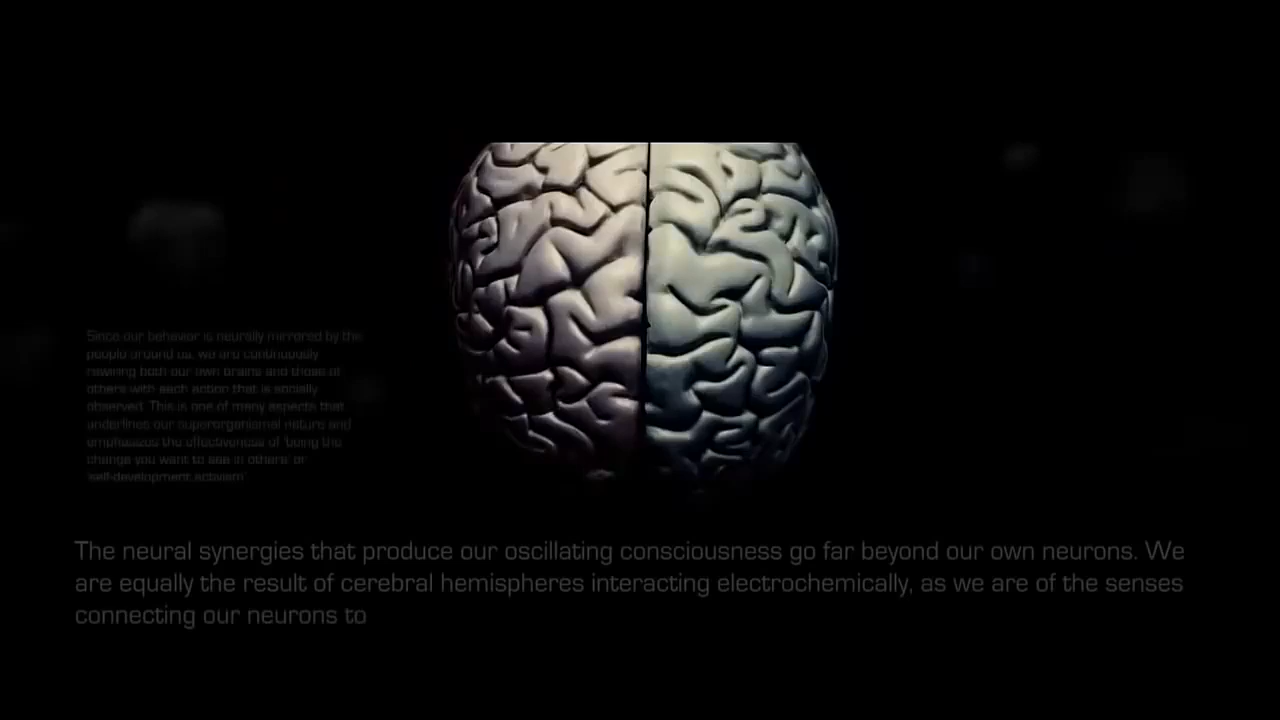 Since our behavior is neurally mirrored by the
people around us, we are continuously
rewiring both our own brains and those of
others with each action that is socially
observed. This is one of many aspects that
underlines our superorganismal nature and
emphasizes the effectiveness of 'being the
change you want to see in others' or
'self-development activism'
The neural synergies that produce our oscillating consciousness go far beyond our own neurons. We
are equally the result of cerebral hemispheres interacting electrochemically, as we are of the senses
connecting our neurons to